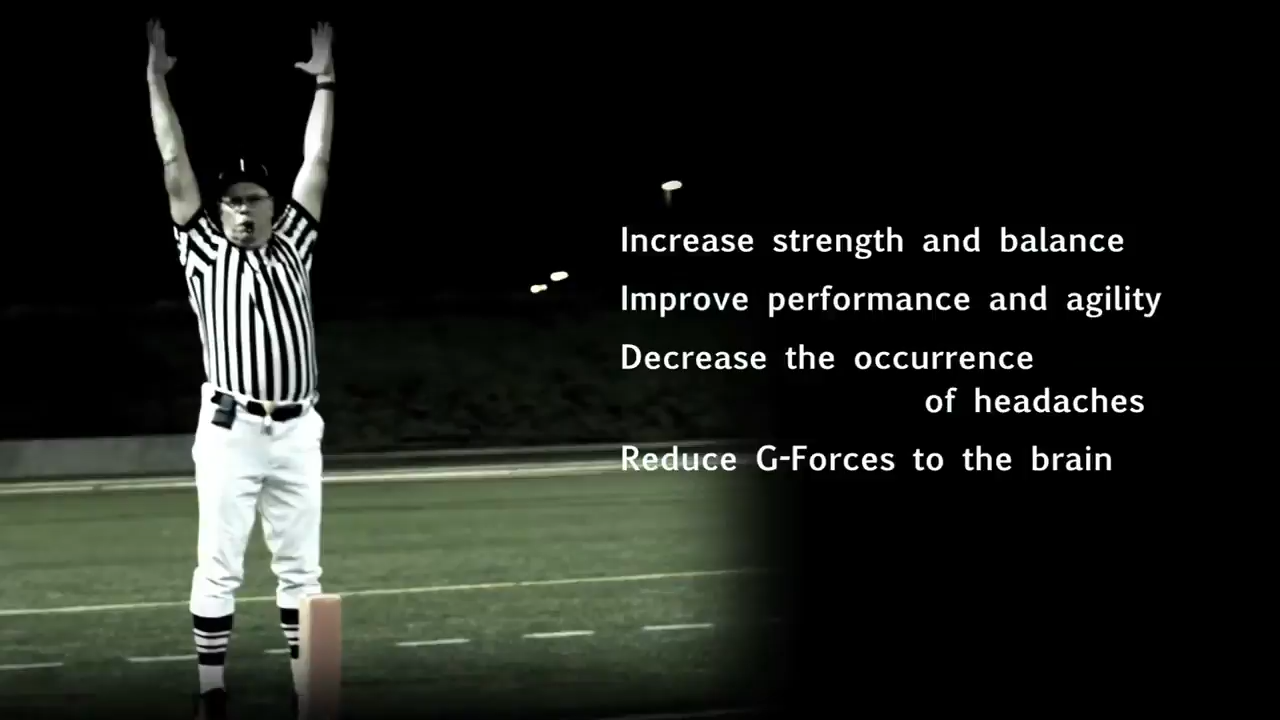 Increase strength and balance
Improve performance and agility
Decrease the occurrence
of headaches
Reduce G-Forces to the brain